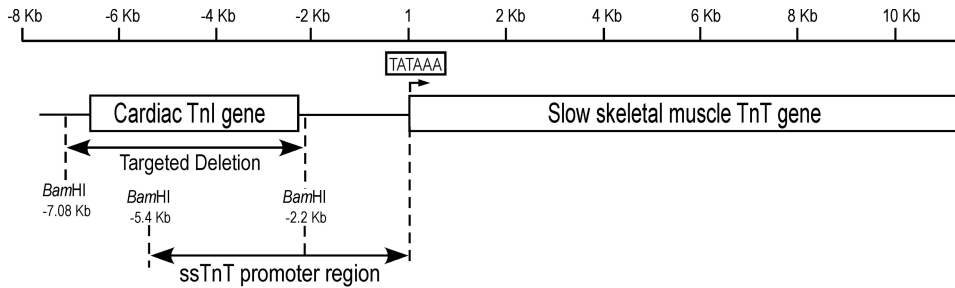 -8 Kb -6 Kb -4 Kb -2 Kb 1 2 Kb 4 Kb 6 Kb 8 Kb 10 Kb
TATAAA
Cardiac TnI gene Slow skeletal muscle TnT gene
Targeted Deletion
BamHI BamHI BamHI
-7.08 Kb -5.4 Kb -2.2 Kb
ssTnT promoter region